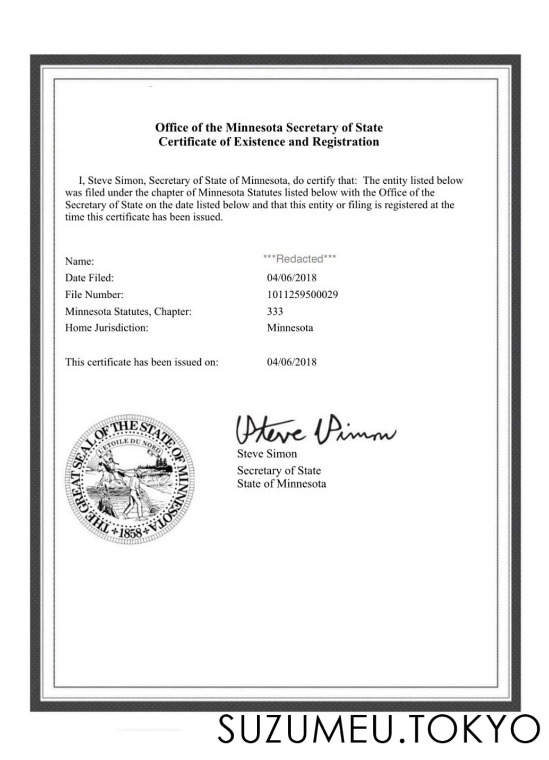 Office of the Minnesota Secretary of State
Certificate of Existence and Registration
I, Steve Simon, Secretary of State of Minnesota, do certify that: The entity listed below
was filed under the chapter of Minnesota Statutes listed below with the Office of the
Secretary of State on the date listed below and that this entity or filing is registered at the
time this certificate has been issued.
Name: ***Redacted***
Date Filed: 04/06/2018
File Number: 1011259500029
Minnesota Statutes, Chapter: 333
Home Jurisdiction: Minnesota
This certificate has been issued on: 04/06/2018
THE GREAT SEAL OF THE STATE OF MINNESOTA
L'ETOILE DU NORD
1858
Steve Simon
Steve Simon
Secretary of State
State of Minnesota
SUZUMEU.TOKYO